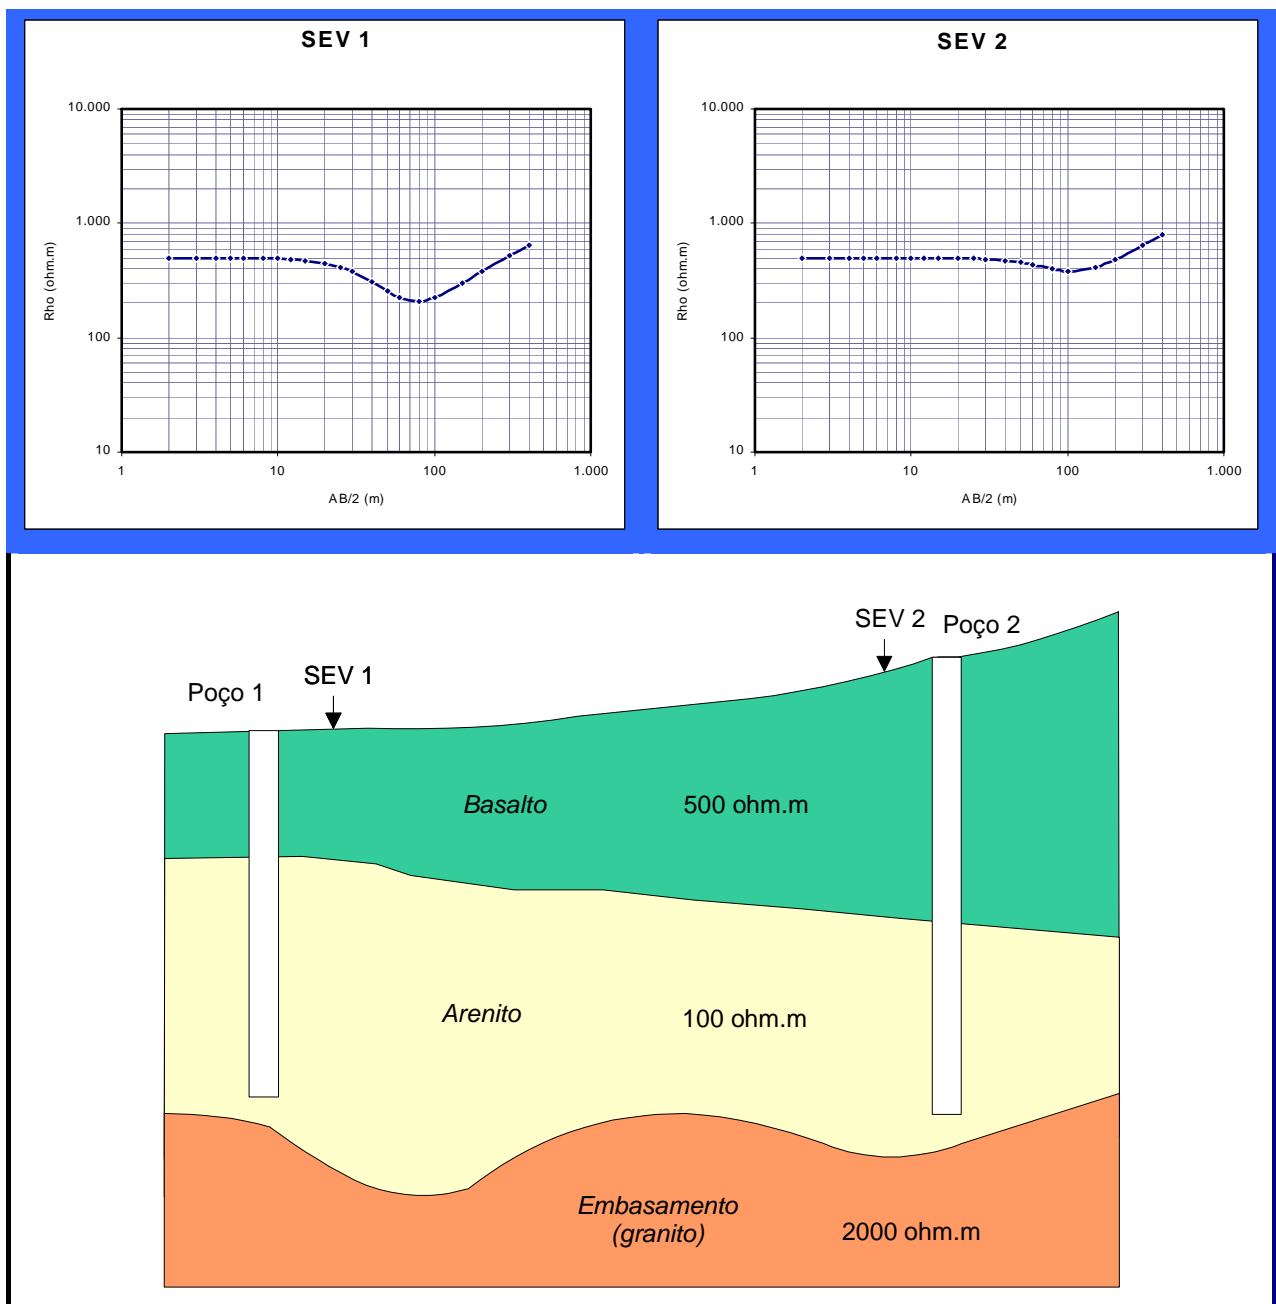 SEV 1
10.000
1.000
100
10
1
10
100
1.000
Rho (ohm.m)
AB/2 (m)
SEV 2
10.000
1.000
100
10
1
10
100
1.000
Rho (ohm.m)
AB/2 (m)
SEV 2
Poço 2
SEV 1
Poço 1
Basalto
500 ohm.m
Arenito
100 ohm.m
Embasamento
(granito)
2000 ohm.m